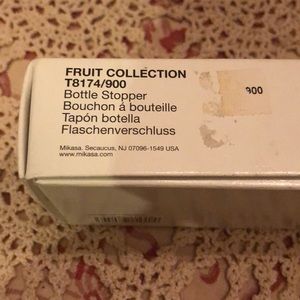 FRUIT COLLECTION
T8174/900
900
Bottle Stopper
Bouchon á bouteille
Tapón botella
Flaschenverschluss
Mikasa. Secaucus, NJ 07096-1549 USA
www.mikasa.com